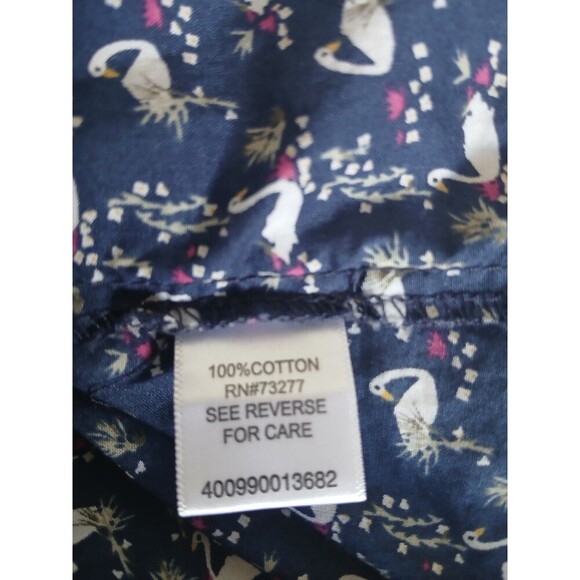 100%COTTON
RN#73277
SEE REVERSE
FOR CARE
400990013682